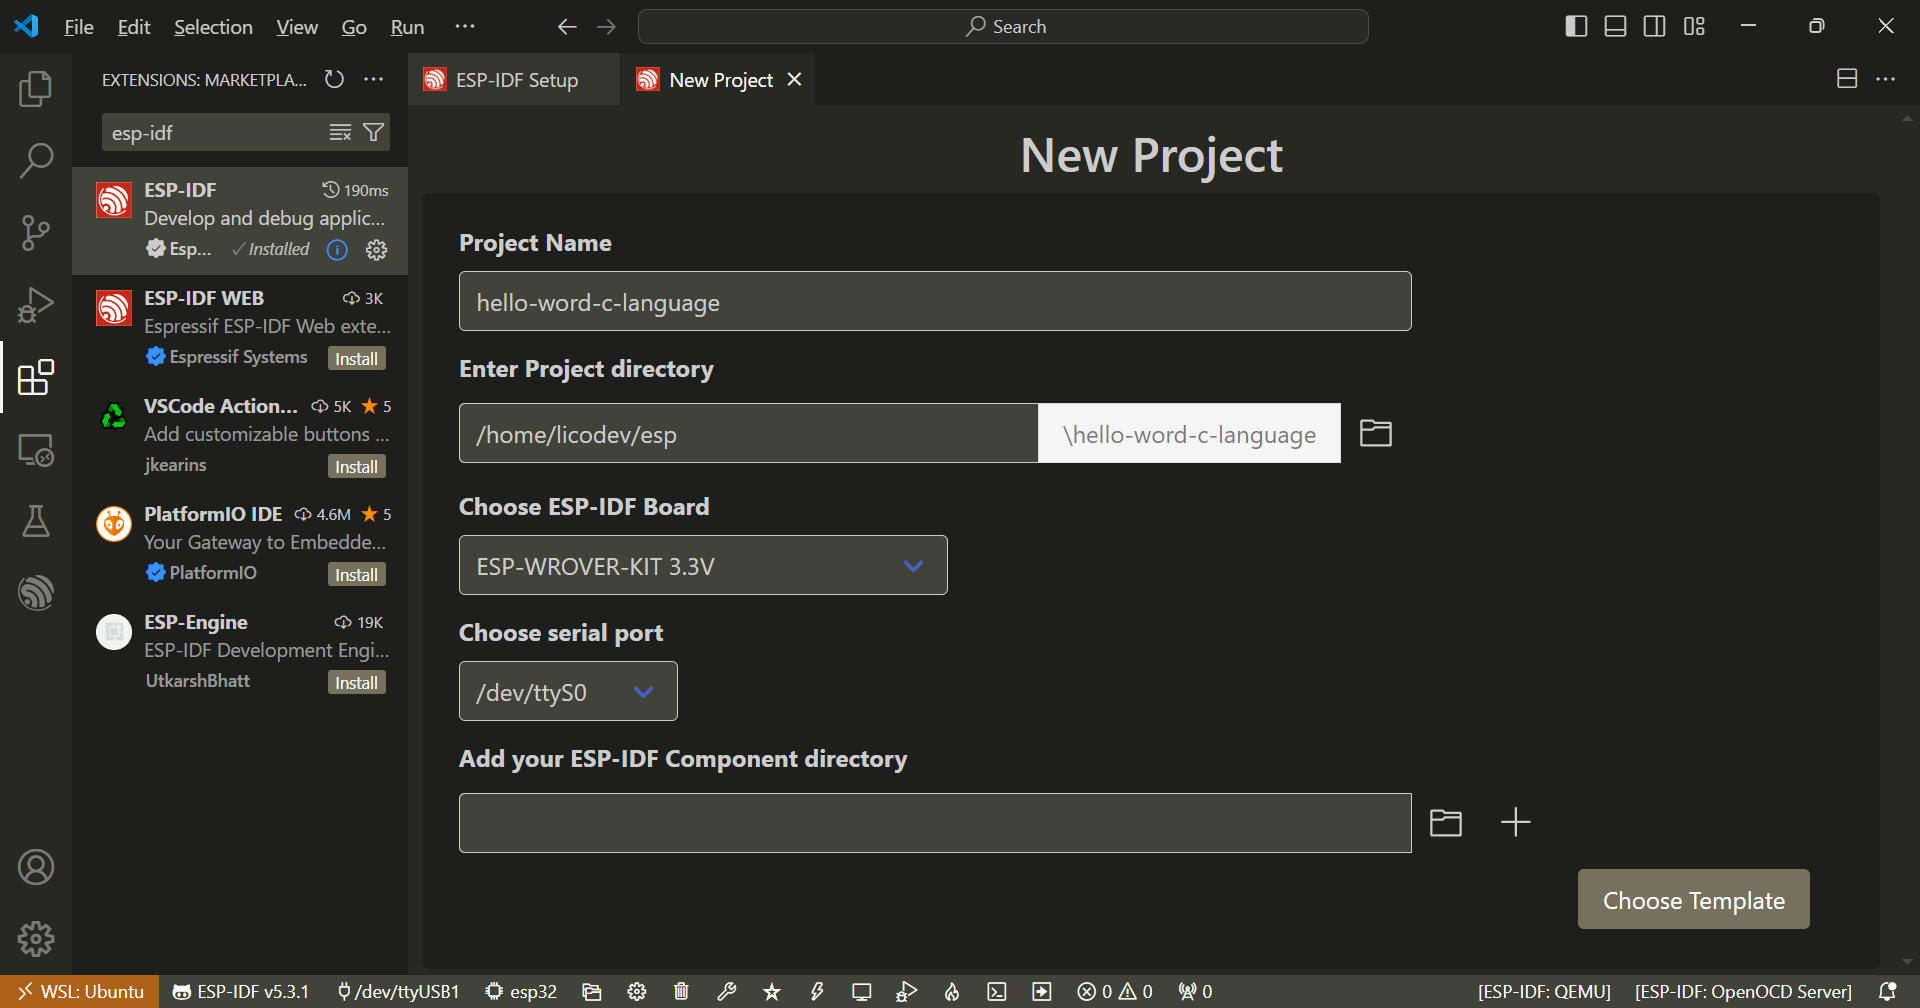 File Edit Selection View Go Run ···
Search
EXTENSIONS: MARKETPLA...
esp-idf
ESP-IDF 190ms
Develop and debug applic...
Esp... ✓Installed
ESP-IDF WEB 3K
Espressif ESP-IDF Web exte...
Espressif Systems Install
VSCode Action... 5K ★ 5
Add customizable buttons ...
jkearins Install
PlatformIO IDE 4.6M ★ 5
Your Gateway to Embedde...
PlatformIO Install
ESP-Engine 19K
ESP-IDF Development Engi...
UtkarshBhatt Install
ESP-IDF Setup New Project
New Project
Project Name
hello-word-c-language
Enter Project directory
/home/licodev/esp \hello-word-c-language
Choose ESP-IDF Board
ESP-WROVER-KIT 3.3V
Choose serial port
/dev/ttyS0
Add your ESP-IDF Component directory
Choose Template
WSL: Ubuntu ESP-IDF v5.3.1 /dev/ttyUSB1 esp32 0 0 0 [ESP-IDF: QEMU] [ESP-IDF: OpenOCD Server]